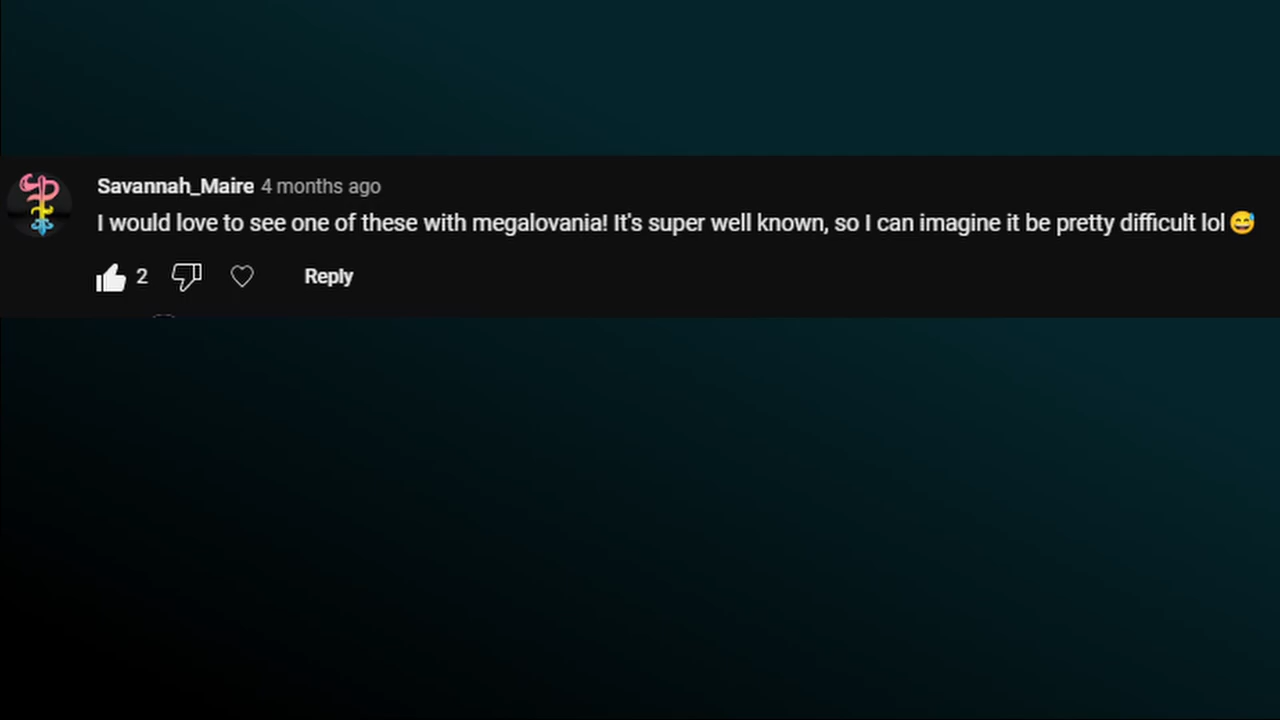 Savannah_Maire 4 months ago
I would love to see one of these with megalovania! It's super well known, so I can imagine it be pretty difficult lol😅
2 Reply